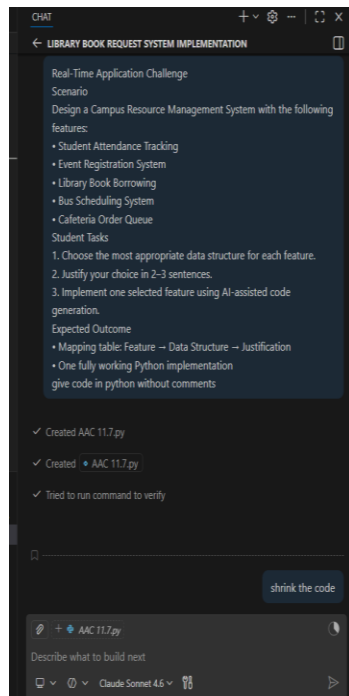 CHAT
LIBRARY BOOK REQUEST SYSTEM IMPLEMENTATION
Real-Time Application Challenge
Scenario
Design a Campus Resource Management System with the following
features:
• Student Attendance Tracking
• Event Registration System
• Library Book Borrowing
• Bus Scheduling System
• Cafeteria Order Queue
Student Tasks
1. Choose the most appropriate data structure for each feature.
2. Justify your choice in 2–3 sentences.
3. Implement one selected feature using AI-assisted code
generation.
Expected Outcome
• Mapping table: Feature → Data Structure → Justification
• One fully working Python implementation
give code in python without comments
Created AAC 11.7.py
Created AAC 11.7.py
Tried to run command to verify
shrink the code
AAC 11.7.py
Describe what to build next
Claude Sonnet 4.6